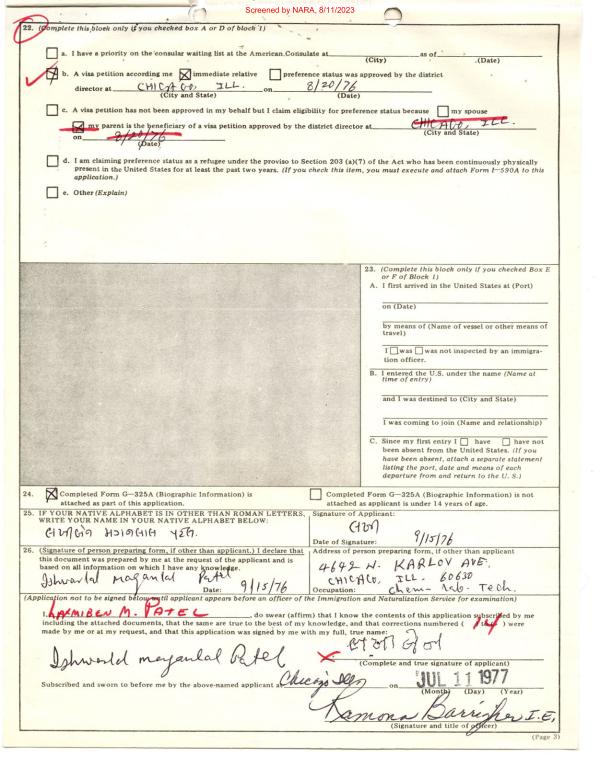 Screened by NARA, 8/11/2023
22. (Complete this block only if you checked box A or D of block 1)
a. I have a priority on the consular waiting list at the American Consulate at as of
(City) (Date)
b. A visa petition according me immediate relative preference status was approved by the district
director at CHICAGO, ILL. on 8/20/76
(City and State) (Date)
c. A visa petition has not been approved in my behalf but I claim eligibility for preference status because my spouse
my parent is the beneficiary of a visa petition approved by the district director at CHICAGO, ILL.
on 8/20/76 (City and State)
(Date)
d. I am claiming preference status as a refugee under the proviso to Section 203 (a)(7) of the Act who has been continuously physically
present in the United States for at least the past two years. (If you check this item, you must execute and attach Form I-590A to this
application.)
e. Other (Explain)
23. (Complete this block only if you checked Box E
or F of Block 1)
A. I first arrived in the United States at (Port)
on (Date)
by means of (Name of vessel or other means of
travel)
I was was not inspected by an immigra-
tion officer.
B. I entered the U.S. under the name (Name at
time of entry)
and I was destined to (City and State)
I was coming to join (Name and relationship)
C. Since my first entry I have have not
been absent from the United States. (If you
have been absent, attach a separate statement
listing the port, date and means of each
departure from and return to the U. S.)
24. Completed Form G-325A (Biographic Information) is
attached as part of this application.
Completed Form G-325A (Biographic Information) is not
attached as applicant is under 14 years of age.
25. IF YOUR NATIVE ALPHABET IS IN OTHER THAN ROMAN LETTERS,
WRITE YOUR NAME IN YOUR NATIVE ALPHABET BELOW:
Signature of Applicant:
Date of Signature: 9/15/76
26. (Signature of person preparing form, if other than applicant.) I declare that
this document was prepared by me at the request of the applicant and is
based on all information on which I have any knowledge.
Ishwarlal maganlal Patel
Date: 9/15/76
Address of person preparing form, if other than applicant
4642 N. KARLOV AVE.
CHICAGO, ILL. 60630
Occupation: Chem-Lab. Tech.
(Application not to be signed below until applicant appears before an officer of the Immigration and Naturalization Service for examination)
I, LAXMIBEN M. PATEL do swear (affirm) that I know the contents of this application subscribed by me
including the attached documents, that the same are true to the best of my knowledge, and that corrections numbered ( ) were
made by me or at my request, and that this application was signed by me with my full, true name:
Ishwarlal maganlal Patel
(Complete and true signature of applicant)
Subscribed and sworn to before me by the above-named applicant at Chicago Ill on JUL 11 1977
(Month) (Day) (Year)
Ramona I.E.
(Signature and title of officer)
(Page 3)